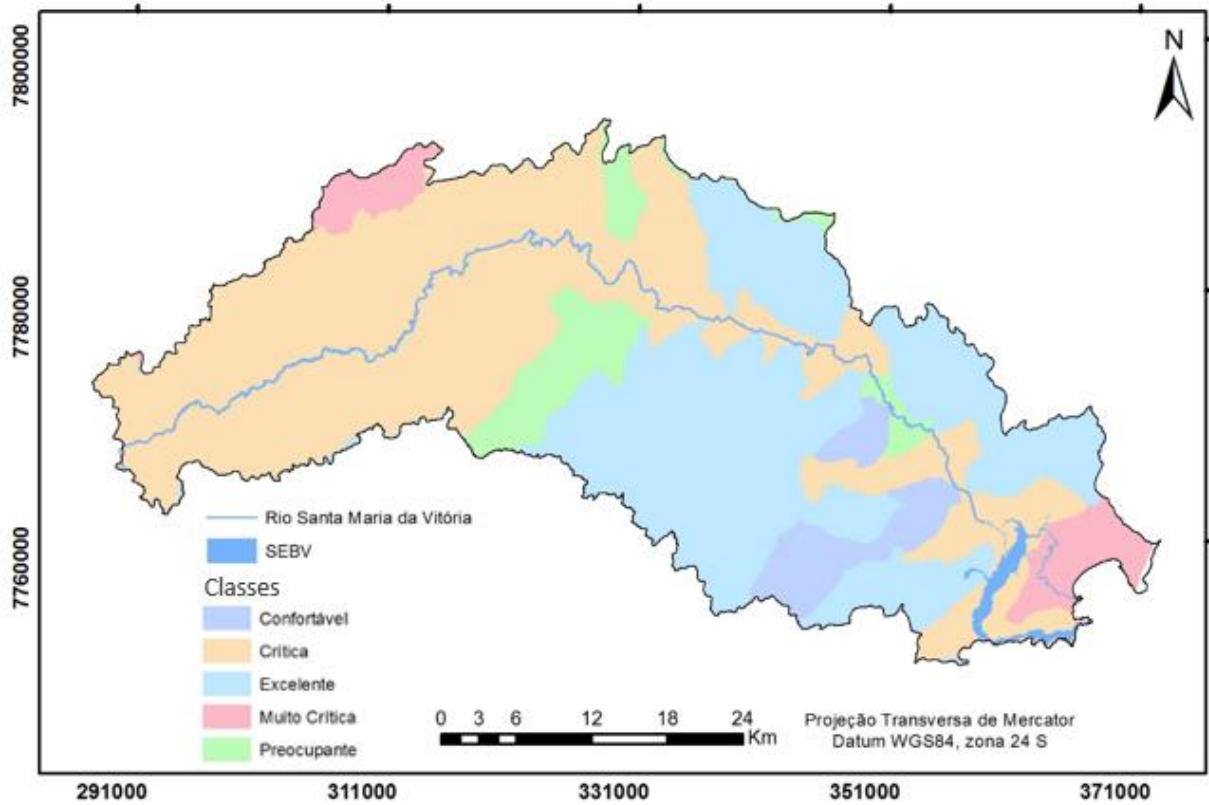 N
7800000
7780000
7760000
Rio Santa Maria da Vitória
SEBV
Classes
Confortável
Crítica
Excelente
Muito Crítica
Preocupante
0 3 6 12 18 24
Km
Projeção Transversa de Mercator
Datum WGS84, zona 24 S
291000 311000 331000 351000 371000